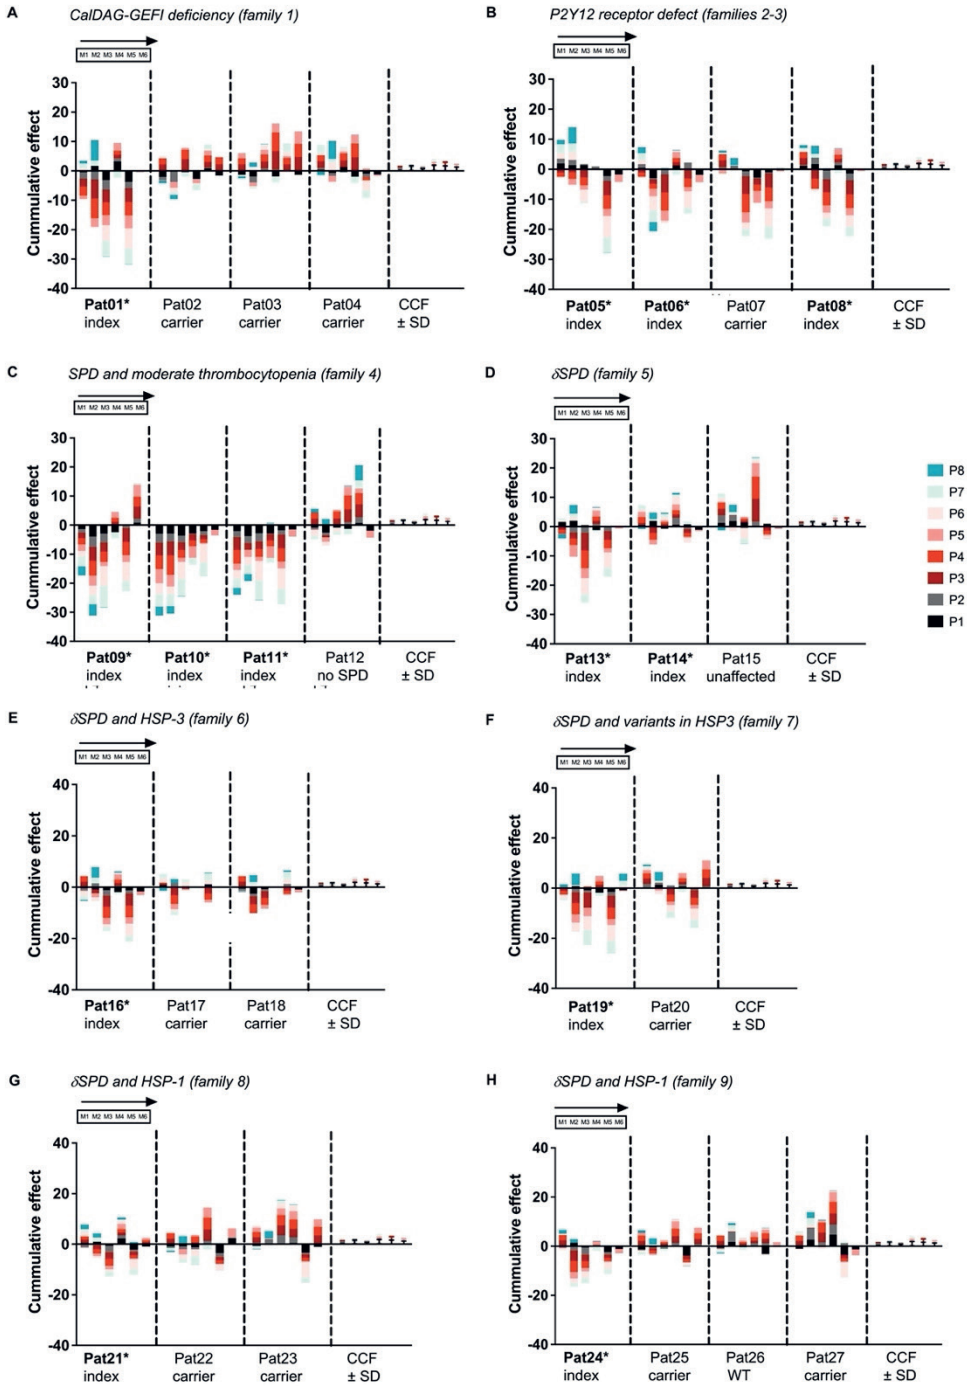 A
CalDAG-GEFI deficiency (family 1)
M1 M2 M3 M4 M5 M6
Cummulative effect
30
20
10
0
-10
-20
-30
-40
Pat01* Pat02 Pat03 Pat04 CCF
index carrier carrier carrier ± SD
B
P2Y12 receptor defect (families 2-3)
M1 M2 M3 M4 M5 M6
Cummulative effect
30
20
10
0
-10
-20
-30
-40
Pat05* Pat06* Pat07 Pat08* CCF
index index carrier index ± SD
C
SPD and moderate thrombocytopenia (family 4)
M1 M2 M3 M4 M5 M6
Cummulative effect
30
20
10
0
-10
-20
-30
-40
Pat09* Pat10* Pat11* Pat12 CCF
index index index no SPD ± SD
D
δSPD (family 5)
M1 M2 M3 M4 M5 M6
Cummulative effect
30
20
10
0
-10
-20
-30
-40
Pat13* Pat14* Pat15 CCF
index index unaffected ± SD
P8
P7
P6
P5
P4
P3
P2
P1
E
δSPD and HSP-3 (family 6)
M1 M2 M3 M4 M5 M6
Cummulative effect
40
20
0
-20
-40
Pat16* Pat17 Pat18 CCF
index carrier carrier ± SD
F
δSPD and variants in HSP3 (family 7)
M1 M2 M3 M4 M5 M6
Cummulative effect
40
20
0
-20
-40
Pat19* Pat20 CCF
index carrier ± SD
G
δSPD and HSP-1 (family 8)
M1 M2 M3 M4 M5 M6
Cummulative effect
40
20
0
-20
-40
Pat21* Pat22 Pat23 CCF
index carrier carrier ± SD
H
δSPD and HSP-1 (family 9)
M1 M2 M3 M4 M5 M6
Cummulative effect
40
20
0
-20
-40
Pat24* Pat25 Pat26 Pat27 CCF
index carrier WT carrier ± SD